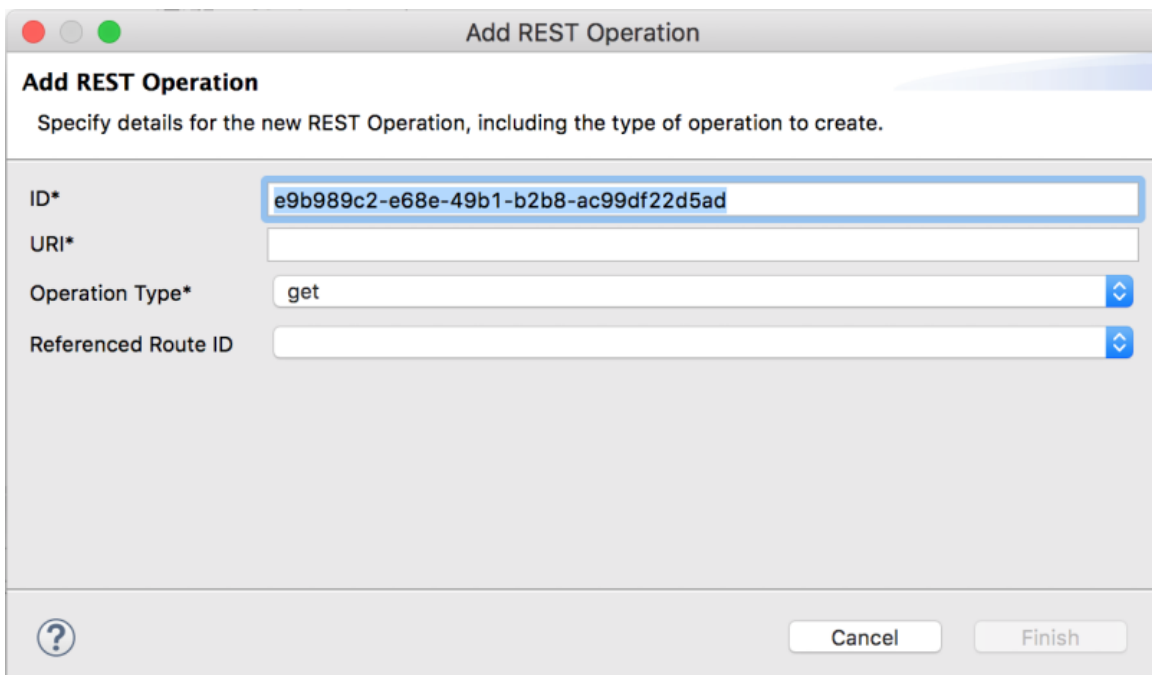 Add REST Operation
Add REST Operation
Specify details for the new REST Operation, including the type of operation to create.
ID* e9b989c2-e68e-49b1-b2b8-ac99df22d5ad
URI*
Operation Type* get
Referenced Route ID
? Cancel Finish